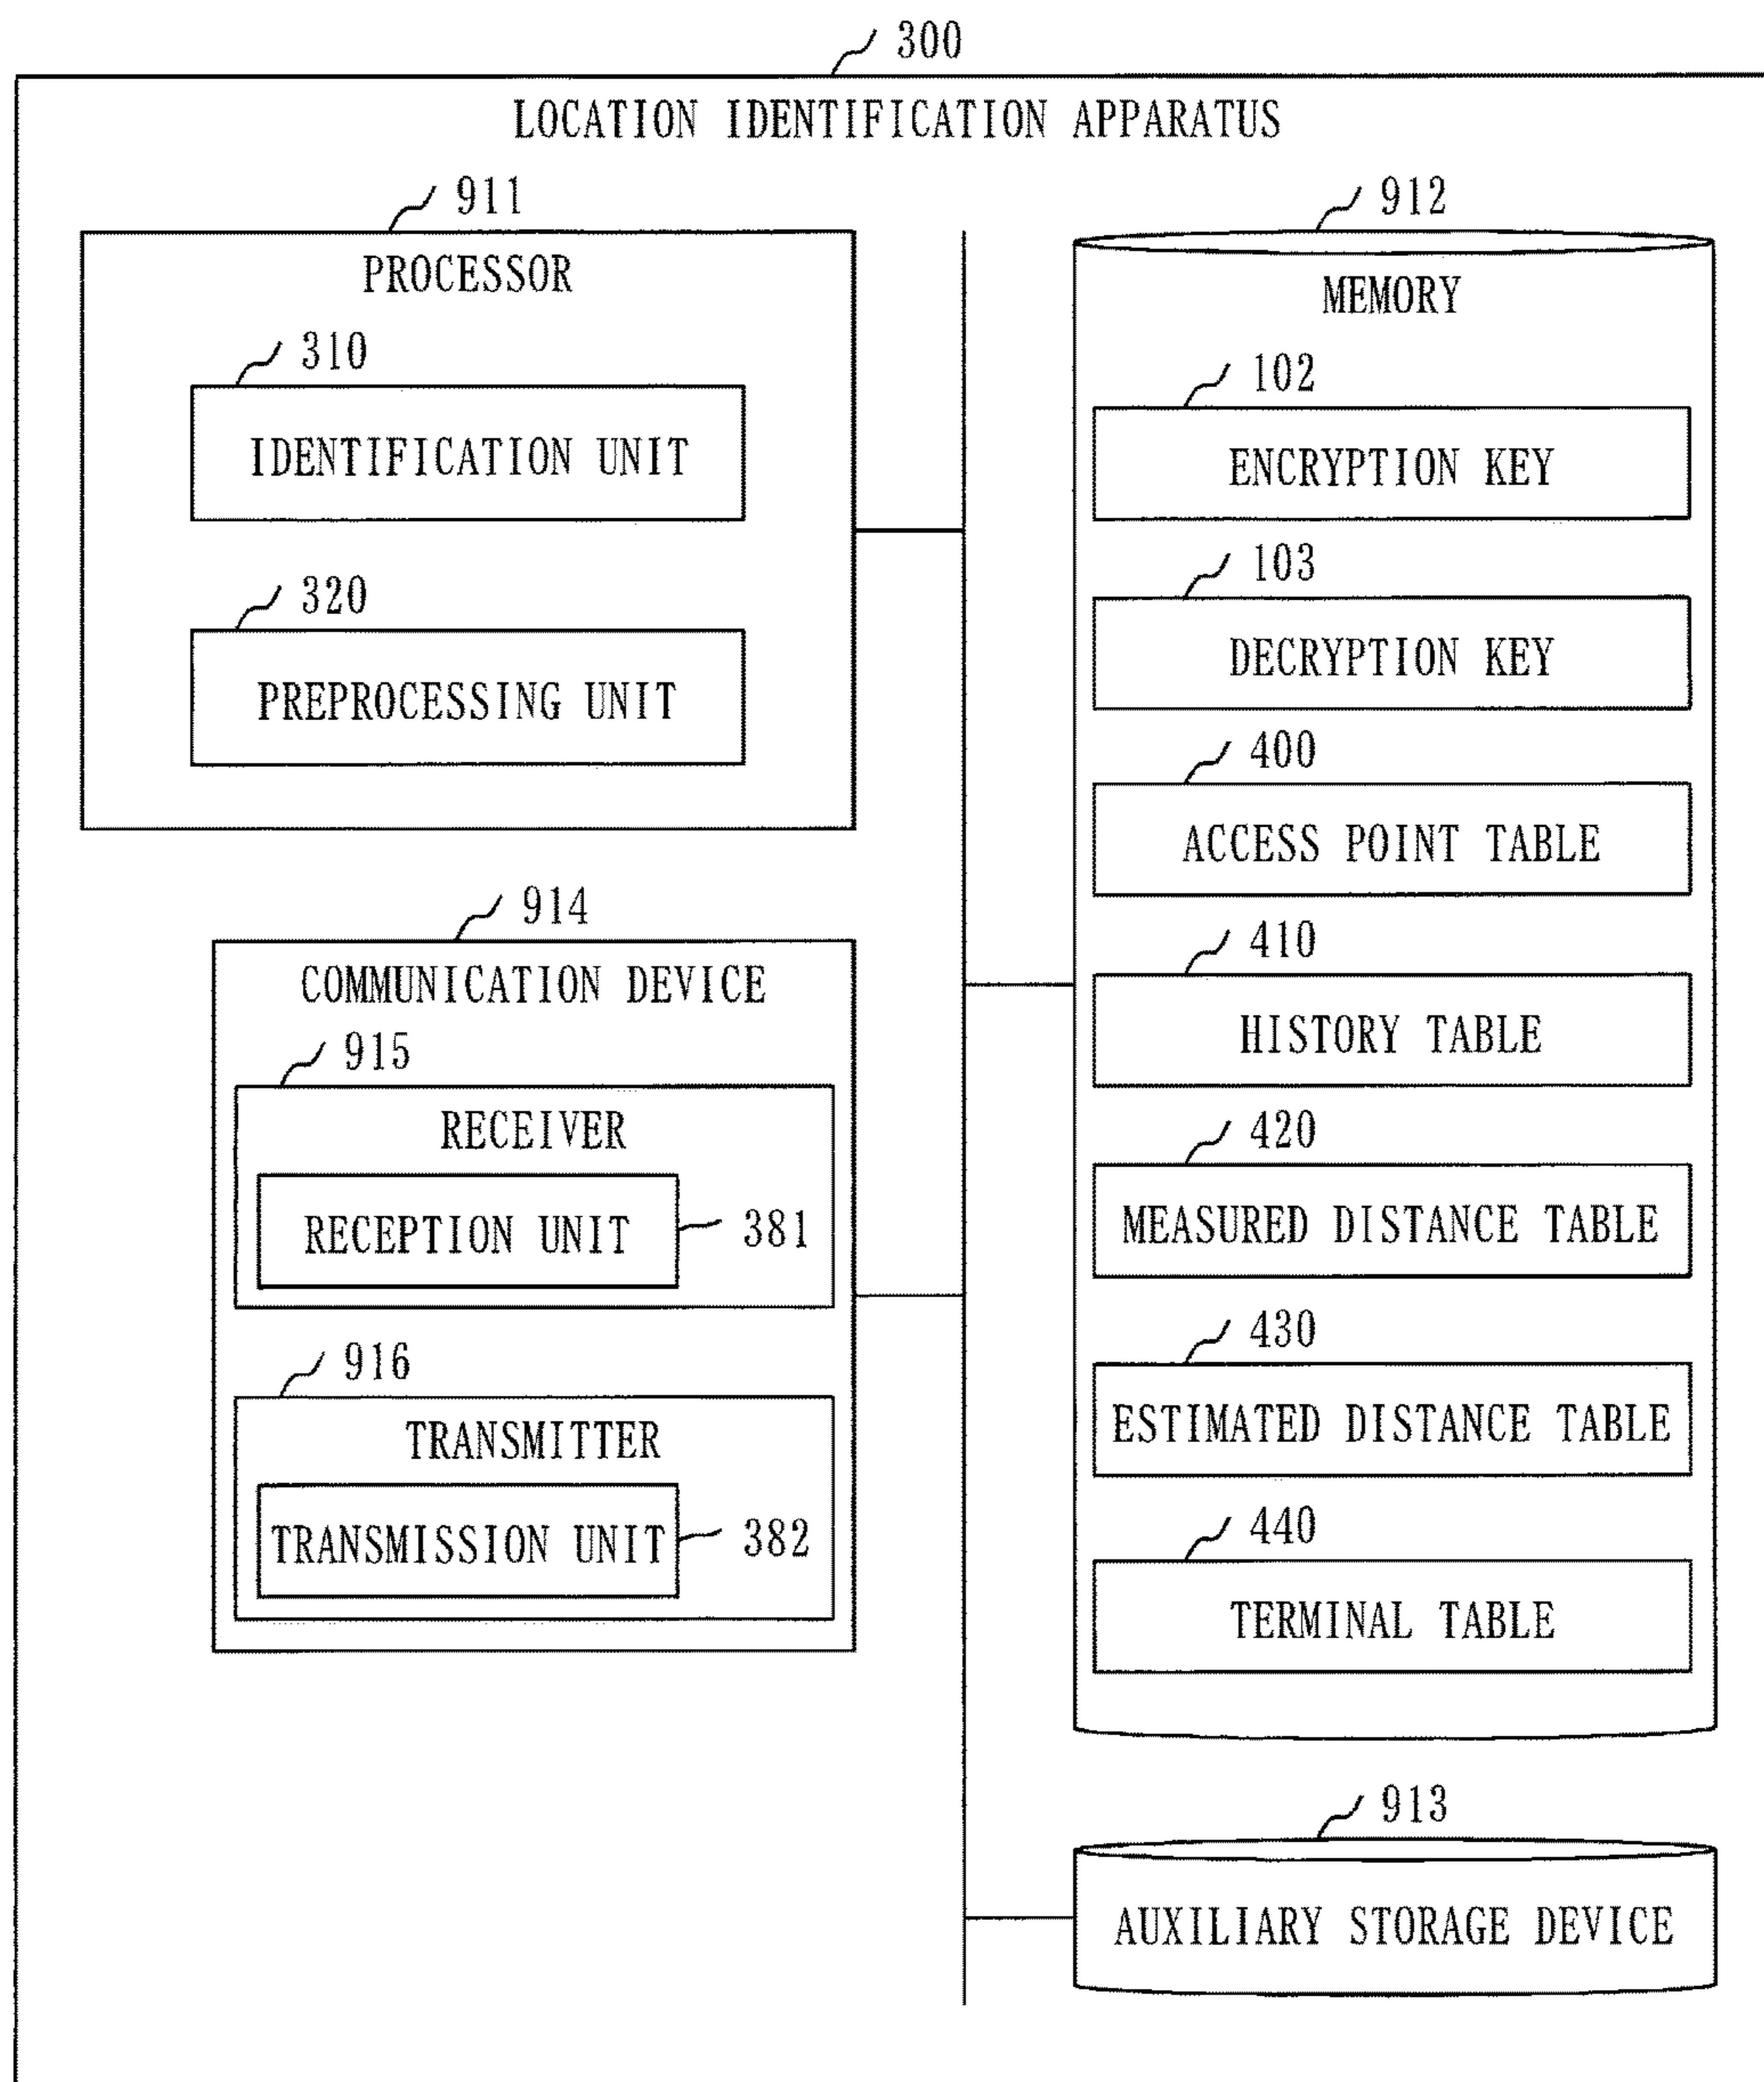 300
LOCATION IDENTIFICATION APPARATUS
911
PROCESSOR
310
IDENTIFICATION UNIT
320
PREPROCESSING UNIT
914
COMMUNICATION DEVICE
915
RECEIVER
RECEPTION UNIT
381
916
TRANSMITTER
TRANSMISSION UNIT
382
912
MEMORY
102
ENCRYPTION KEY
103
DECRYPTION KEY
400
ACCESS POINT TABLE
410
HISTORY TABLE
420
MEASURED DISTANCE TABLE
430
ESTIMATED DISTANCE TABLE
440
TERMINAL TABLE
913
AUXILIARY STORAGE DEVICE